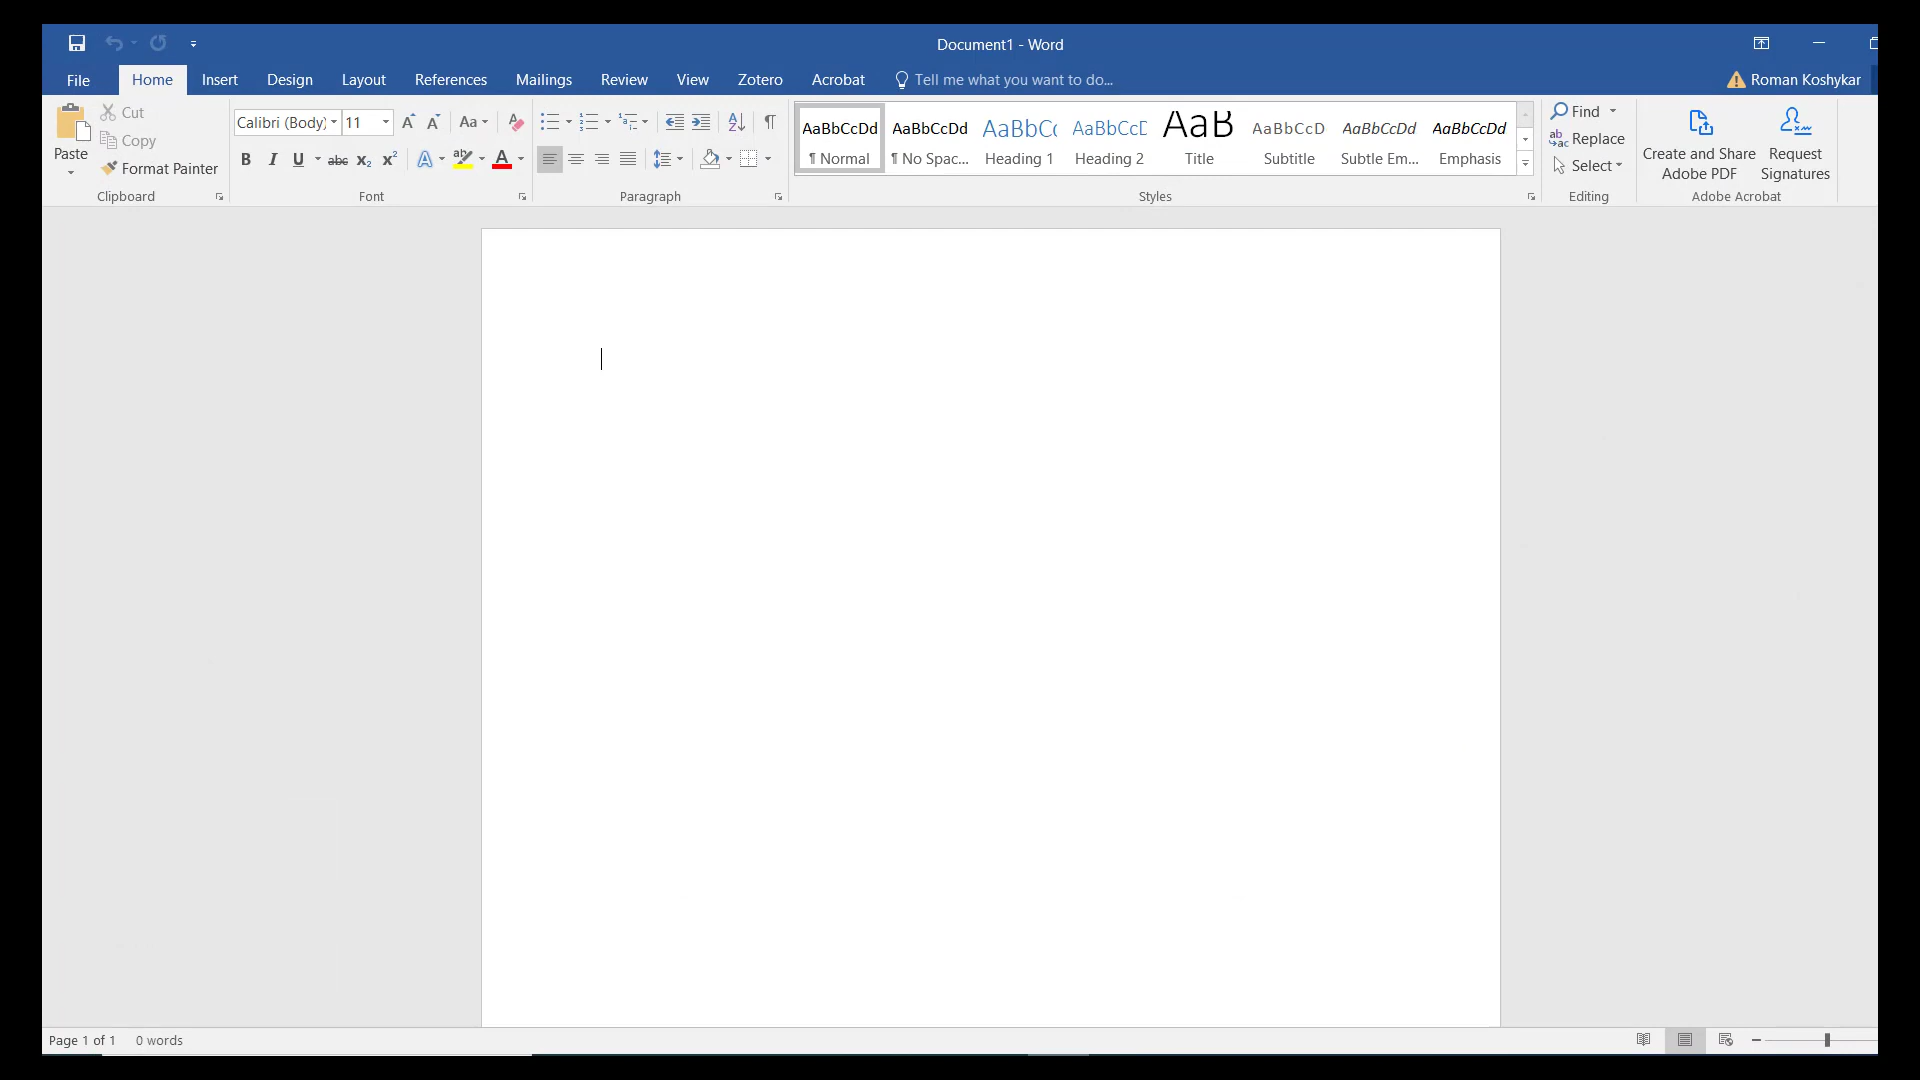 Document1 - Word
File Home Insert Design Layout References Mailings Review View Zotero Acrobat Tell me what you want to do... Roman Koshykar
Paste
Cut
Copy
Format Painter
Clipboard
Calibri (Body) 11
Aa
B I U abc x₂ x²
A A
Font
Paragraph
AaBbCcDd AaBbCcDd AaBbC AaBbCcD AaB AaBbCcD AaBbCcDd AaBbCcDd
¶ Normal ¶ No Spac... Heading 1 Heading 2 Title Subtitle Subtle Em... Emphasis
Styles
Find
Replace
Select
Editing
Create and Share
Adobe PDF
Request
Signatures
Adobe Acrobat
Page 1 of 1 0 words